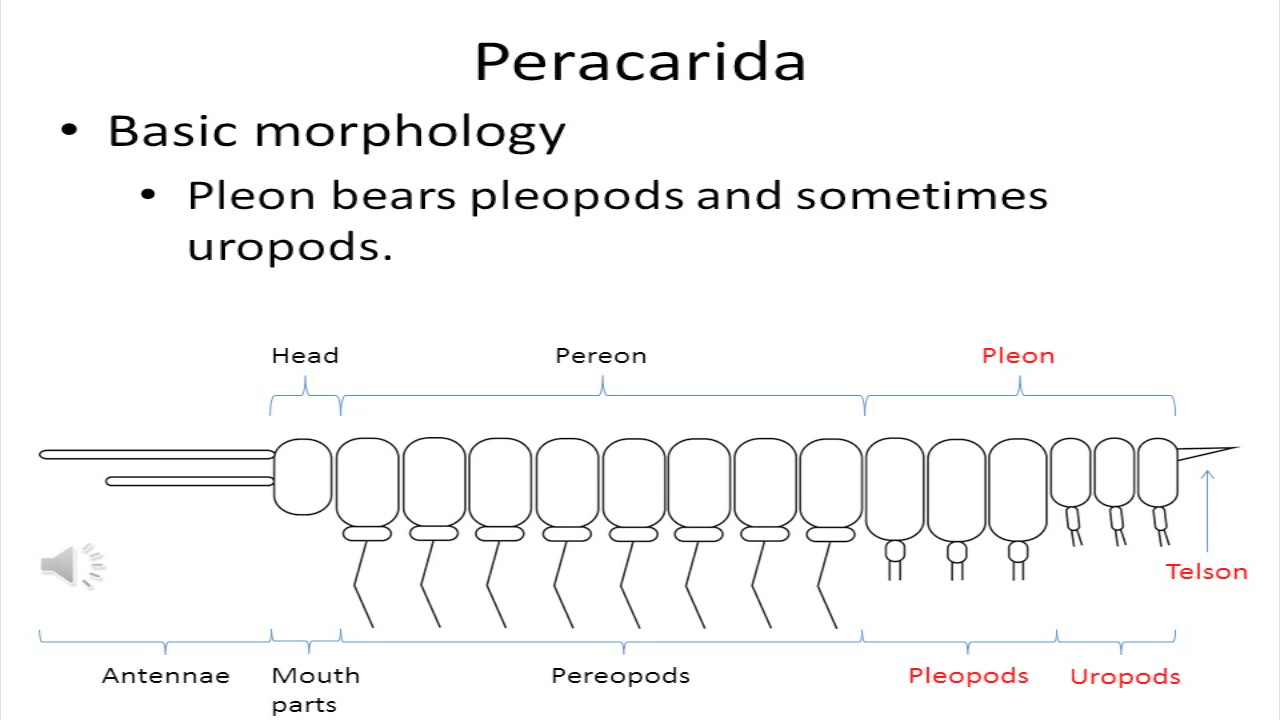 Peracarida
• Basic morphology
• Pleon bears pleopods and sometimes
uropods.
Head
Pereon
Pleon
Telson
Antennae
Mouth
parts
Pereopods
Pleopods
Uropods